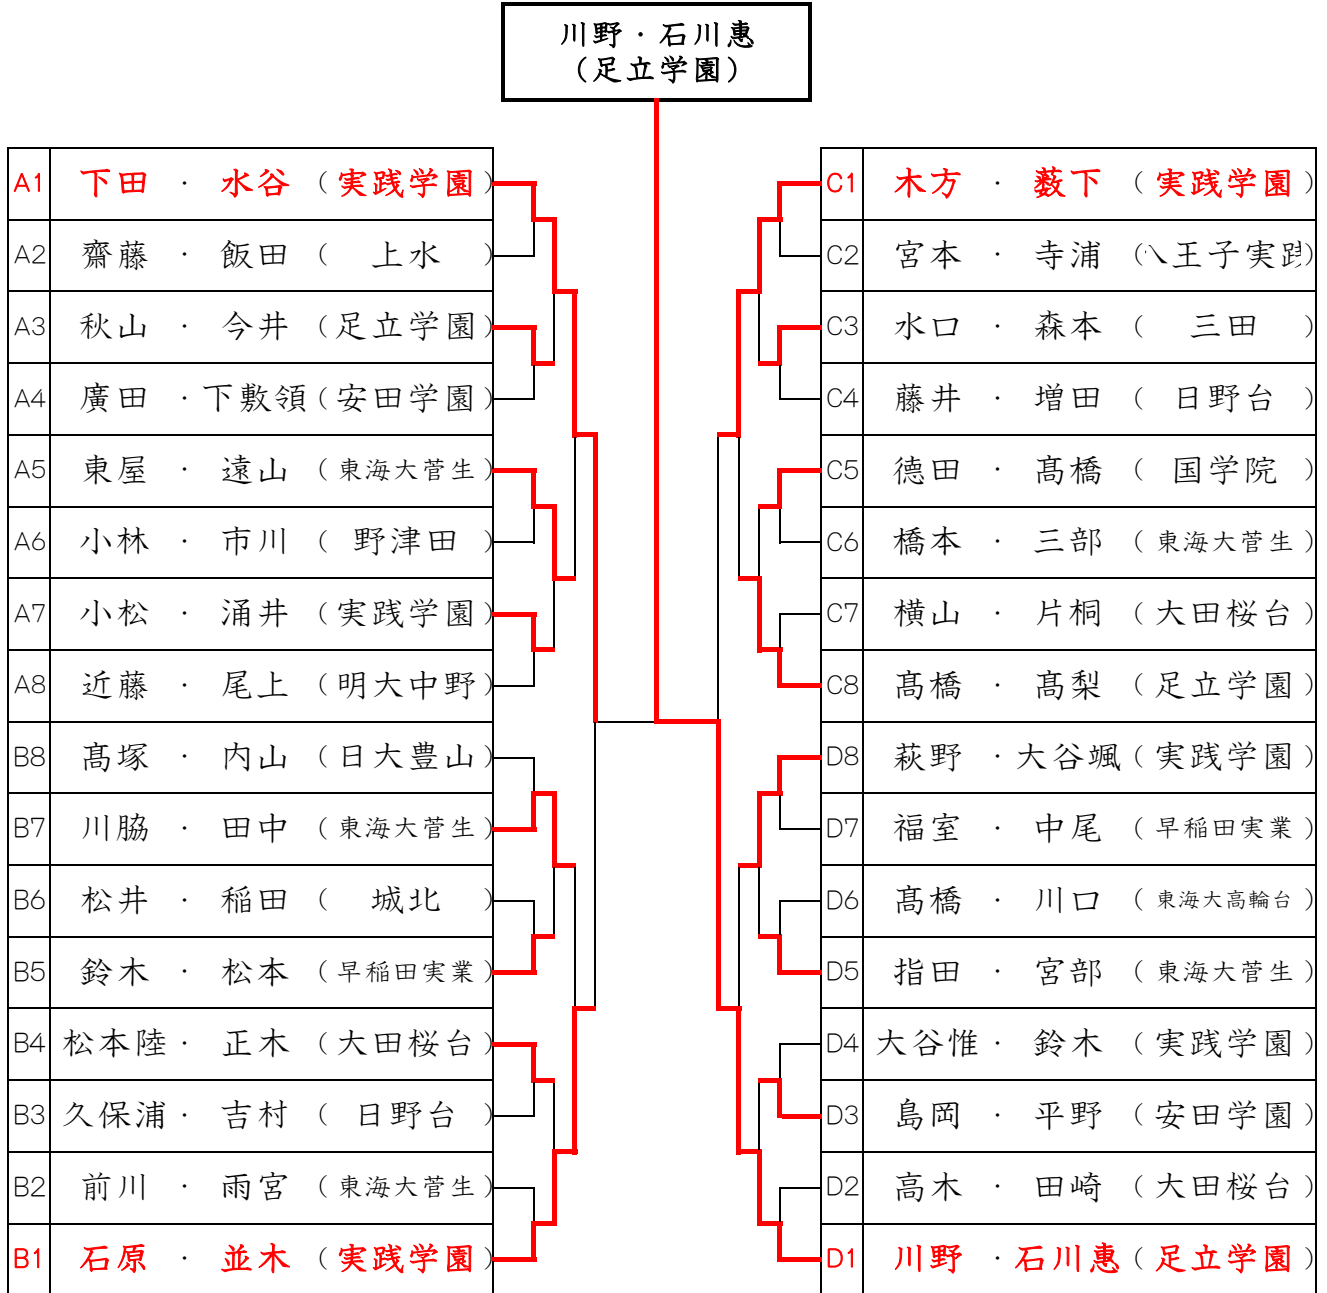 川野・石川惠
（足立学園）
A1 下田 ・ 水谷 （実践学園）
A2 齋藤 ・ 飯田 （ 上水 ）
A3 秋山 ・ 今井 （足立学園）
A4 廣田 ・下敷領（安田学園）
A5 東屋 ・ 遠山 （東海大菅生）
A6 小林 ・ 市川 （ 野津田 ）
A7 小松 ・ 涌井 （実践学園）
A8 近藤 ・ 尾上 （明大中野）
B8 髙塚 ・ 内山 （日大豊山）
B7 川脇 ・ 田中 （東海大菅生）
B6 松井 ・ 稲田 （ 城北 ）
B5 鈴木 ・ 松本 （早稲田実業）
B4 松本陸・ 正木 （大田桜台）
B3 久保浦・ 吉村 （ 日野台 ）
B2 前川 ・ 雨宮 （東海大菅生）
B1 石原 ・ 並木 （実践学園）
C1 木方 ・ 薮下 （実践学園）
C2 宮本 ・ 寺浦 （八王子実践）
C3 水口 ・ 森本 （ 三田 ）
C4 藤井 ・ 増田 （ 日野台 ）
C5 德田 ・ 髙橋 （ 国学院 ）
C6 橋本 ・ 三部 （東海大菅生）
C7 横山 ・ 片桐 （大田桜台）
C8 髙橋 ・ 髙梨 （足立学園）
D8 萩野 ・大谷颯（実践学園）
D7 福室 ・ 中尾 （早稲田実業）
D6 髙橋 ・ 川口 （東海大高輪台）
D5 指田 ・ 宮部 （東海大菅生）
D4 大谷惟・ 鈴木 （実践学園）
D3 島岡 ・ 平野 （安田学園）
D2 高木 ・ 田崎 （大田桜台）
D1 川野 ・石川惠（足立学園）